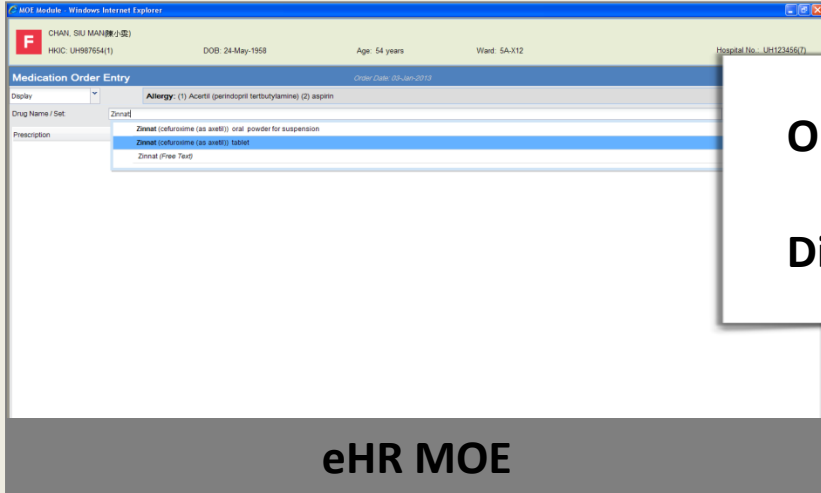 MOE Module - Windows Internet Explorer
F
CHAN, SIU MAN(陳小雯)
HKIC: UH987654(1) DOB: 24-May-1958 Age: 54 years Ward: 5A-X12 Hospital No.: UH123456(7)
Medication Order Entry Order Date: 03-Jan-2013
Display Allergy: (1) Acertil (perindopril tertbutylamine) (2) aspirin
Drug Name / Set: Zinnat
Prescription
Zinnat (cefuroxime (as axetil)) oral powder for suspension
Zinnat (cefuroxime (as axetil)) tablet
Zinnat (Free Text)
O
Di
eHR MOE